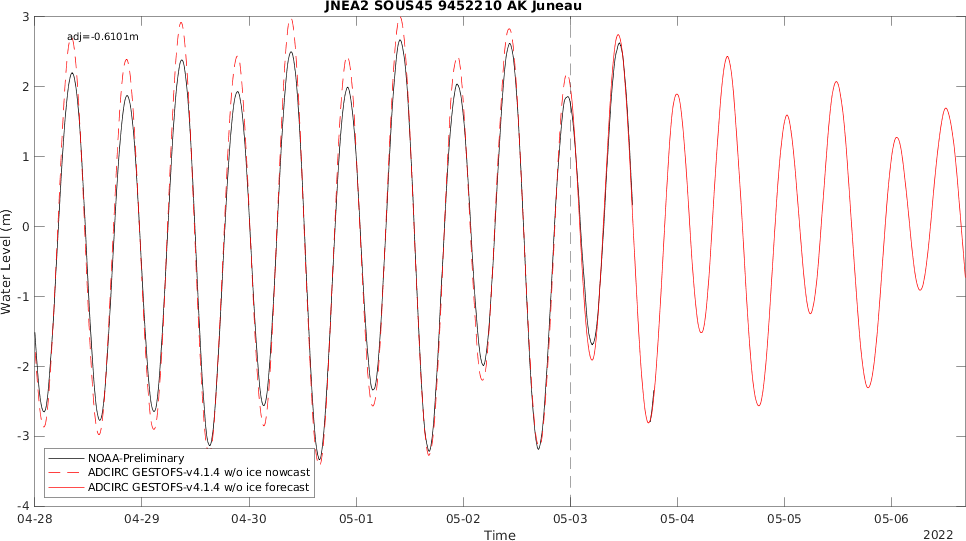 JNEA2 SOUS45 9452210 AK Juneau
adj=-0.6101m
3
2
1
0
-1
-2
-3
-4
Water Level (m)
NOAA-Preliminary
ADCIRC GESTOFS-v4.1.4 w/o ice nowcast
ADCIRC GESTOFS-v4.1.4 w/o ice forecast
04-28 04-29 04-30 05-01 05-02 05-03 05-04 05-05 05-06
Time
2022